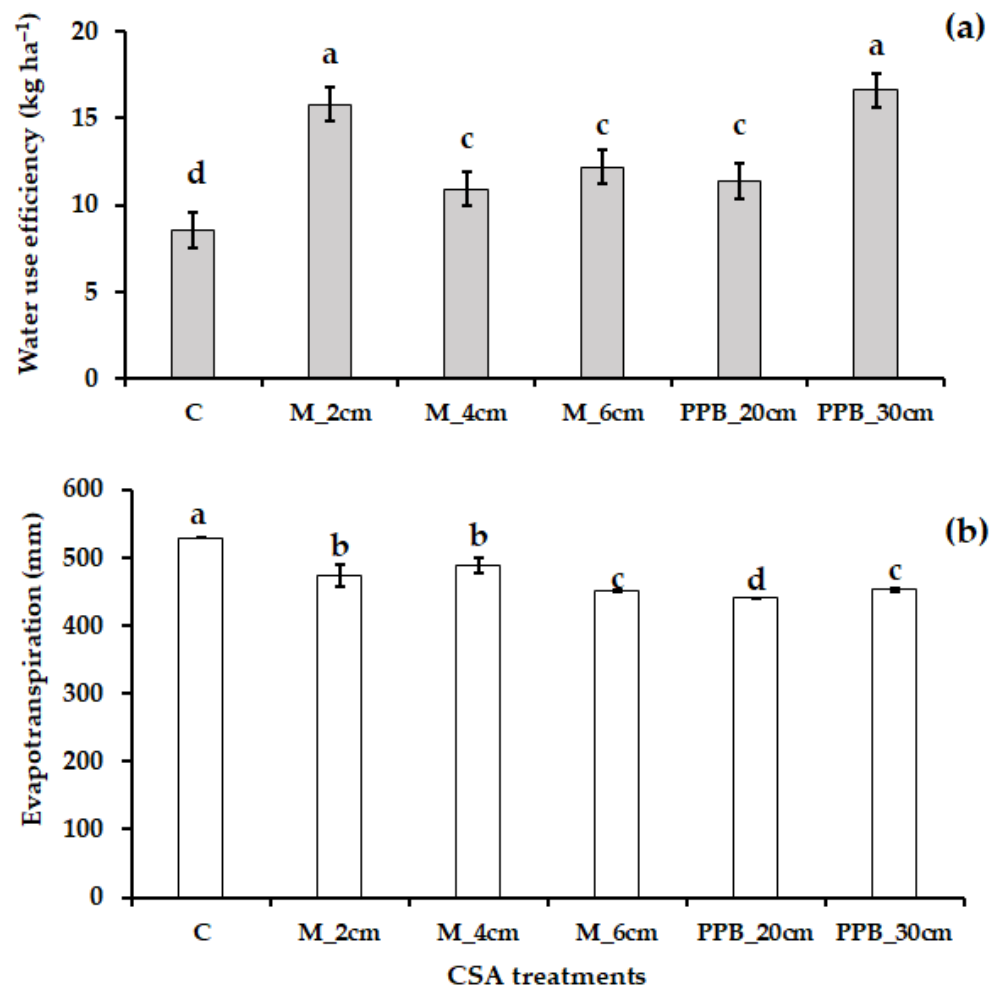 (a)
Water use efficiency (kg ha⁻¹)
20
15
10
5
0
d
a
c
c
c
a
C M_2cm M_4cm M_6cm PPB_20cm PPB_30cm
(b)
Evapotranspiration (mm)
600
500
400
300
200
100
0
a
b
b
c
d
c
C M_2cm M_4cm M_6cm PPB_20cm PPB_30cm
CSA treatments